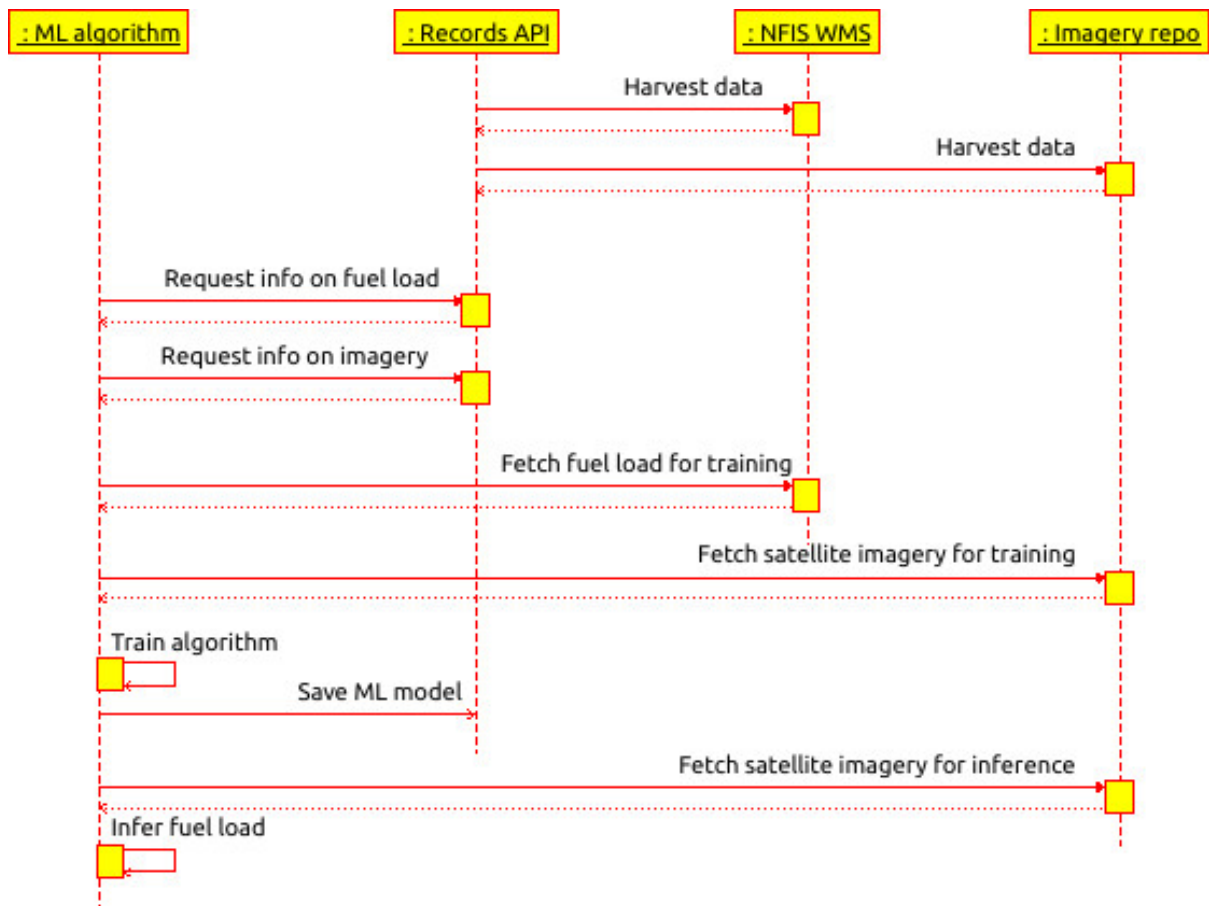 : ML algorithm
: Records API
: NFIS WMS
: Imagery repo
Harvest data
Harvest data
Request info on fuel load
Request info on imagery
Fetch fuel load for training
Fetch satellite imagery for training
Train algorithm
Save ML model
Fetch satellite imagery for inference
Infer fuel load